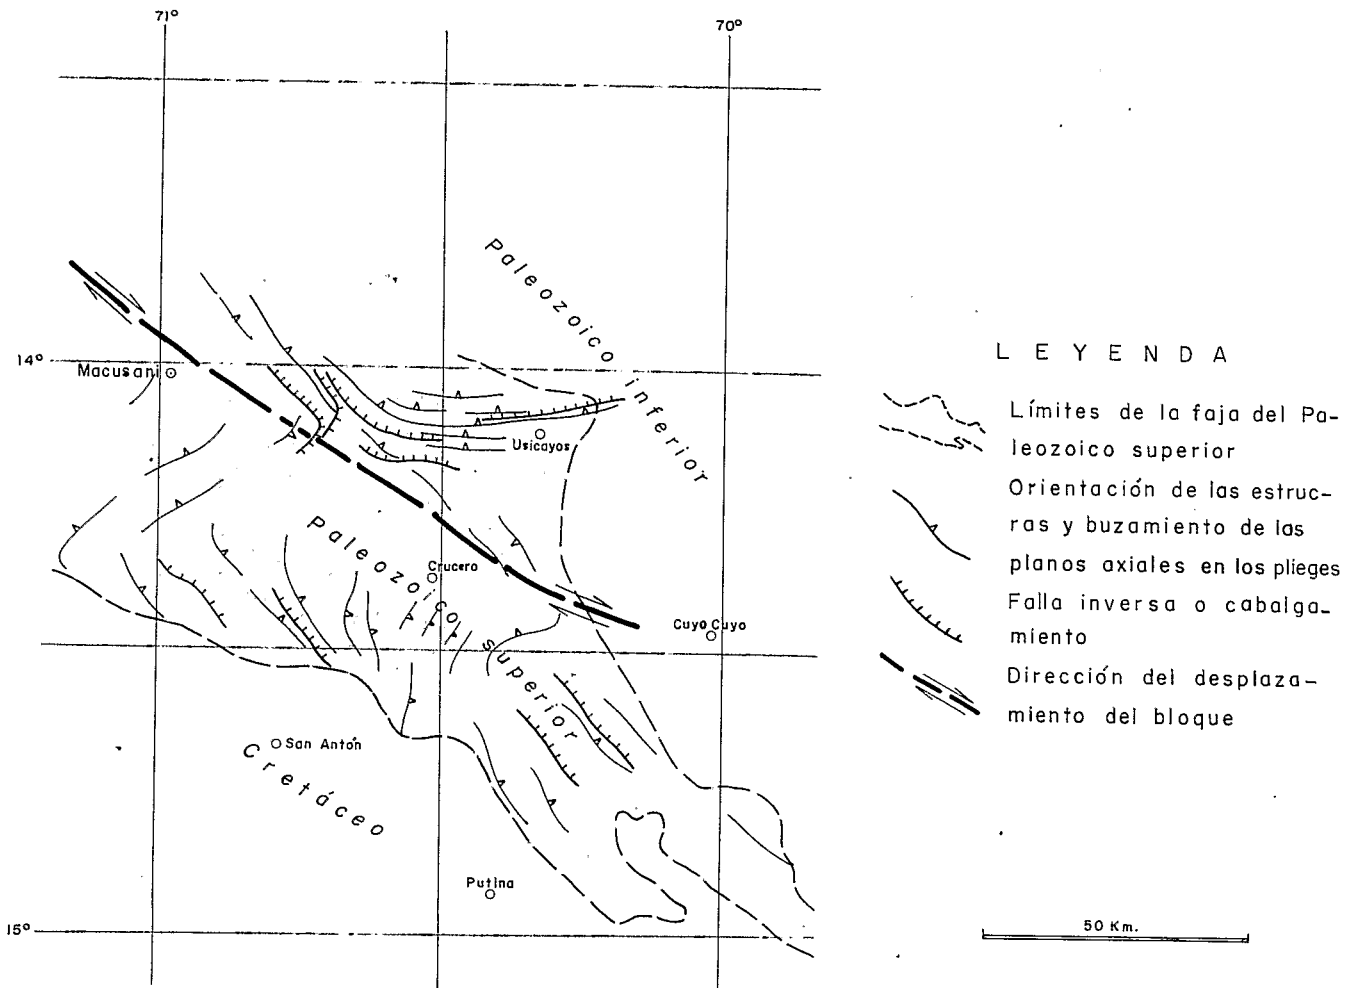 71°
70°
Paleozoico inferior
14°
Macusani
Usicayos
Paleozoico superior
Crucero
Cuyo Cuyo
San Antón
Cretáceo
Putina
15°
LEYENDA
Límites de la faja del Pa-
leozoico superior
Orientación de las estruc-
ras y buzamiento de los
planos axiales en los plieges
Falla inversa o cabalga-
miento
Dirección del desplaza-
miento del bloque
50 Km.